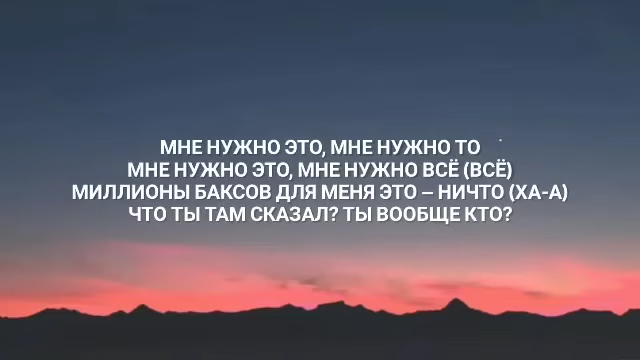 МНЕ НУЖНО ЭТО, МНЕ НУЖНО ТО
МНЕ НУЖНО ЭТО, МНЕ НУЖНО ВСЁ (ВСЁ)
МИЛЛИОНЫ БАКСОВ ДЛЯ МЕНЯ ЭТО – НИЧТО (ХА-А)
ЧТО ТЫ ТАМ СКАЗАЛ? ТЫ ВООБЩЕ КТО?